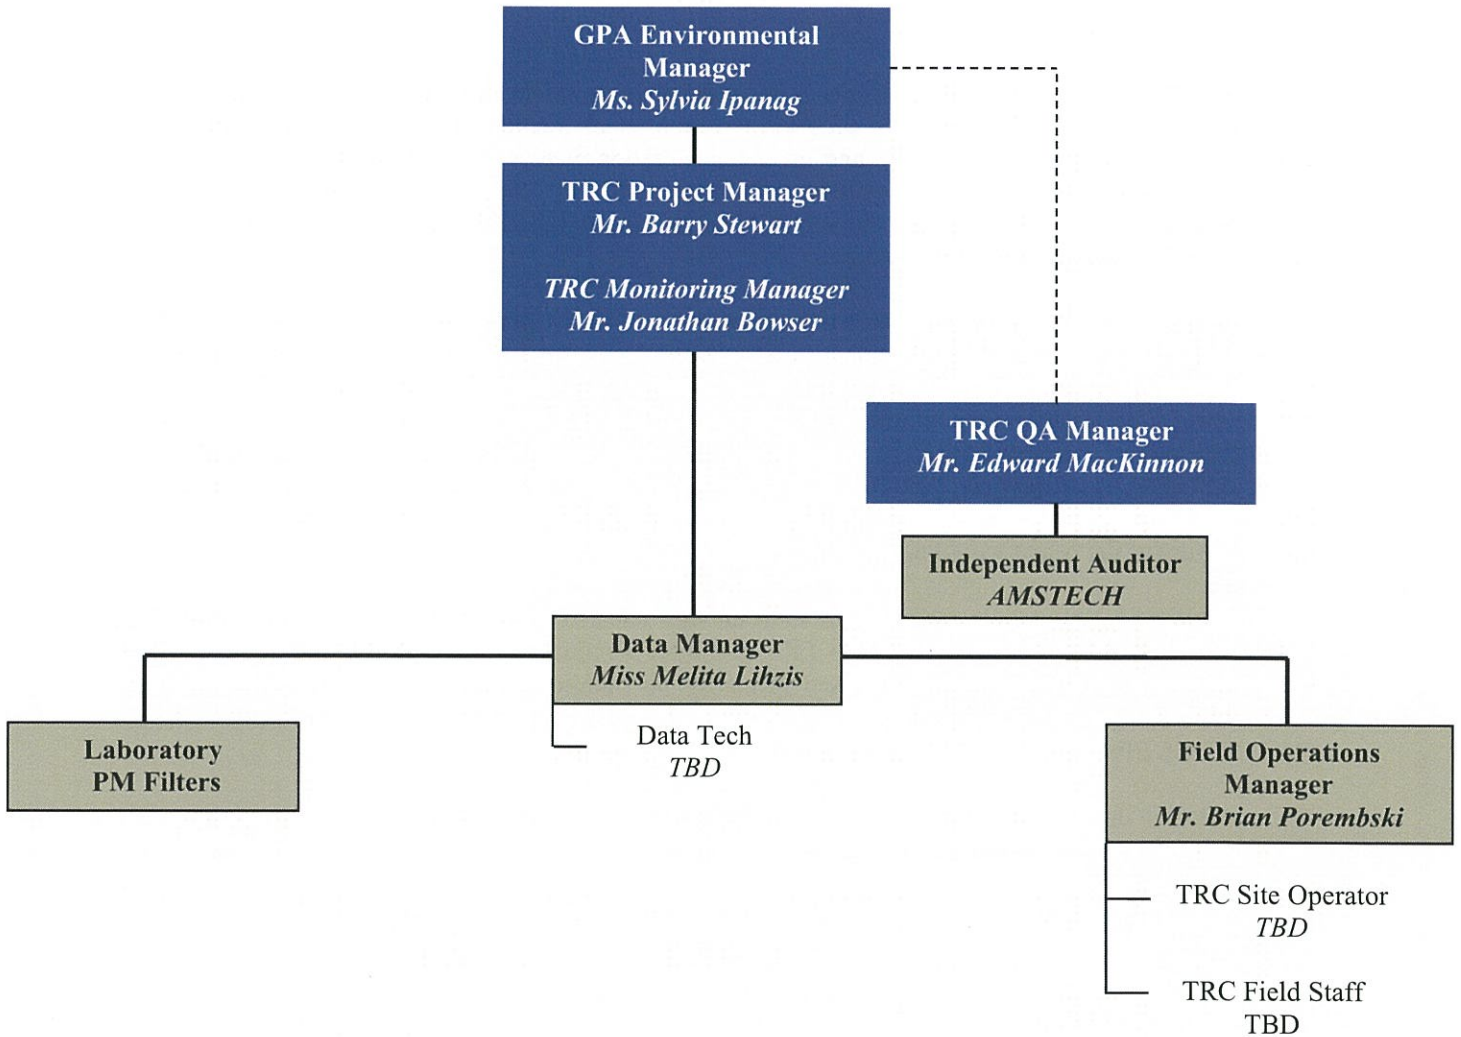 GPA Environmental
Manager
Ms. Sylvia Ipanag
TRC Project Manager
Mr. Barry Stewart
TRC Monitoring Manager
Mr. Jonathan Bowser
TRC QA Manager
Mr. Edward MacKinnon
Independent Auditor
AMSTECH
Data Manager
Miss Melita Lihzis
Data Tech
TBD
Laboratory
PM Filters
Field Operations
Manager
Mr. Brian Porembski
TRC Site Operator
TBD
TRC Field Staff
TBD